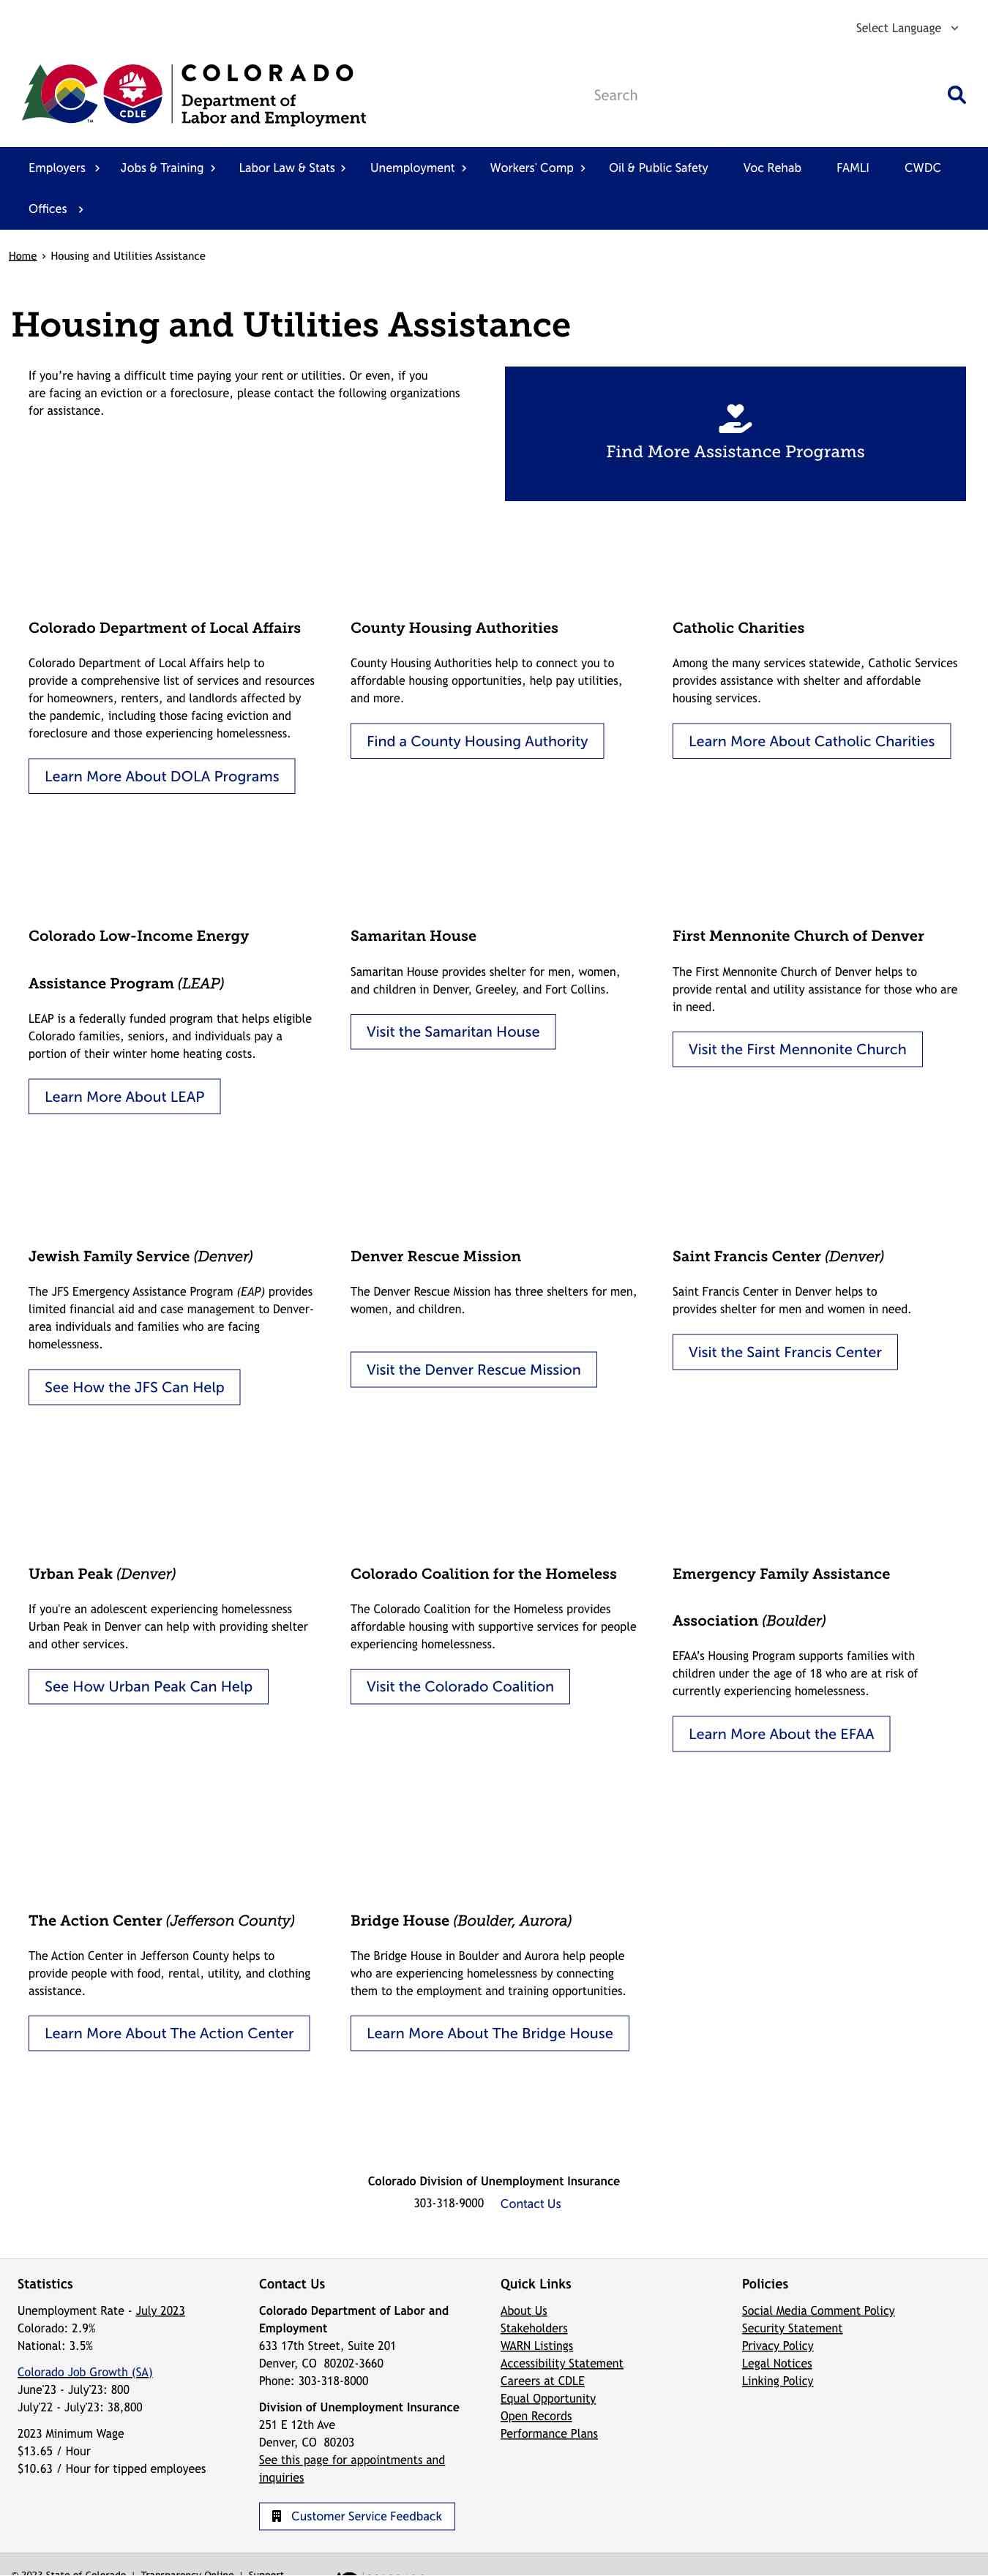 Select Language
COLORADO
Department of
Labor and Employment
CDLE
TM
Search
Employers Jobs & Training Labor Law & Stats Unemployment Workers' Comp Oil & Public Safety Voc Rehab FAMLI CWDC
Offices
Home › Housing and Utilities Assistance
Housing and Utilities Assistance
If you’re having a difficult time paying your rent or utilities. Or even, if you
are facing an eviction or a foreclosure, please contact the following organizations
for assistance.
Find More Assistance Programs
Colorado Department of Local Affairs
Colorado Department of Local Affairs help to
provide a comprehensive list of services and resources
for homeowners, renters, and landlords affected by
the pandemic, including those facing eviction and
foreclosure and those experiencing homelessness.
Learn More About DOLA Programs
County Housing Authorities
County Housing Authorities help to connect you to
affordable housing opportunities, help pay utilities,
and more.
Find a County Housing Authority
Catholic Charities
Among the many services statewide, Catholic Services
provides assistance with shelter and affordable
housing services.
Learn More About Catholic Charities
Colorado Low-Income Energy
Assistance Program (LEAP)
LEAP is a federally funded program that helps eligible
Colorado families, seniors, and individuals pay a
portion of their winter home heating costs.
Learn More About LEAP
Samaritan House
Samaritan House provides shelter for men, women,
and children in Denver, Greeley, and Fort Collins.
Visit the Samaritan House
First Mennonite Church of Denver
The First Mennonite Church of Denver helps to
provide rental and utility assistance for those who are
in need.
Visit the First Mennonite Church
Jewish Family Service (Denver)
The JFS Emergency Assistance Program (EAP) provides
limited financial aid and case management to Denver-
area individuals and families who are facing
homelessness.
See How the JFS Can Help
Denver Rescue Mission
The Denver Rescue Mission has three shelters for men,
women, and children.
Visit the Denver Rescue Mission
Saint Francis Center (Denver)
Saint Francis Center in Denver helps to
provides shelter for men and women in need.
Visit the Saint Francis Center
Urban Peak (Denver)
If you're an adolescent experiencing homelessness
Urban Peak in Denver can help with providing shelter
and other services.
See How Urban Peak Can Help
Colorado Coalition for the Homeless
The Colorado Coalition for the Homeless provides
affordable housing with supportive services for people
experiencing homelessness.
Visit the Colorado Coalition
Emergency Family Assistance
Association (Boulder)
EFAA’s Housing Program supports families with
children under the age of 18 who are at risk of
currently experiencing homelessness.
Learn More About the EFAA
The Action Center (Jefferson County)
The Action Center in Jefferson County helps to
provide people with food, rental, utility, and clothing
assistance.
Learn More About The Action Center
Bridge House (Boulder, Aurora)
The Bridge House in Boulder and Aurora help people
who are experiencing homelessness by connecting
them to the employment and training opportunities.
Learn More About The Bridge House
Colorado Division of Unemployment Insurance
303-318-9000 Contact Us
Statistics
Unemployment Rate - July 2023
Colorado: 2.9%
National: 3.5%
Colorado Job Growth (SA)
June'23 - July'23: 800
July'22 - July'23: 38,800
2023 Minimum Wage
$13.65 / Hour
$10.63 / Hour for tipped employees
Contact Us
Colorado Department of Labor and
Employment
633 17th Street, Suite 201
Denver, CO 80202-3660
Phone: 303-318-8000
Division of Unemployment Insurance
251 E 12th Ave
Denver, CO 80203
See this page for appointments and
inquiries
Customer Service Feedback
Quick Links
About Us
Stakeholders
WARN Listings
Accessibility Statement
Careers at CDLE
Equal Opportunity
Open Records
Performance Plans
Policies
Social Media Comment Policy
Security Statement
Privacy Policy
Legal Notices
Linking Policy
© 2023 State of Colorado | Transparency Online | Support